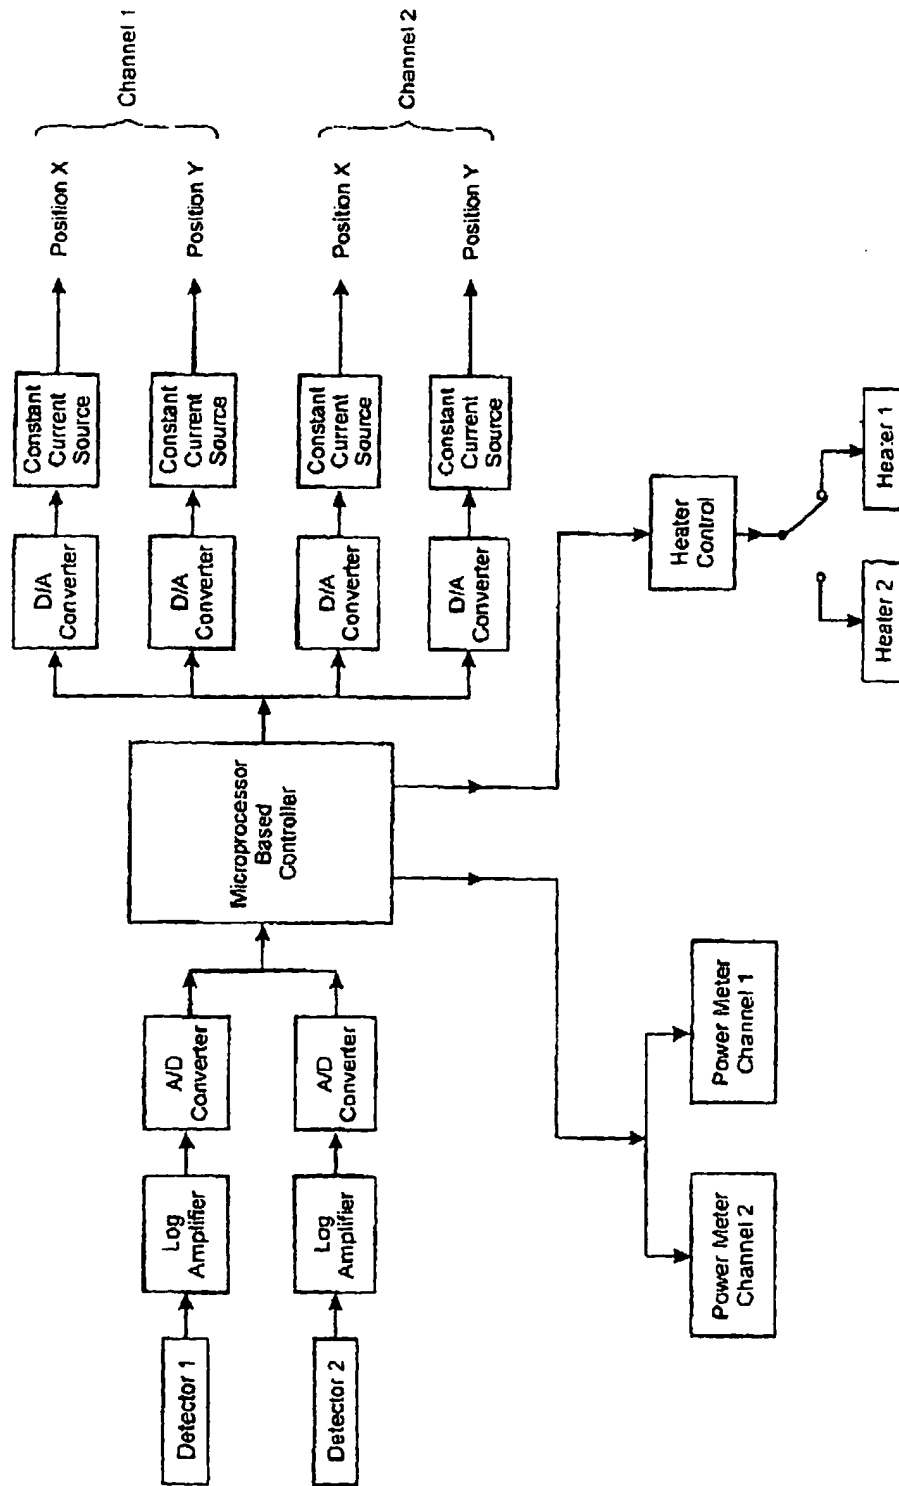 Detector 1
Log
Amplifier
A/D
Converter
Detector 2
Log
Amplifier
A/D
Converter
Microprocessor
Based
Controller
D/A
Converter
Constant
Current
Source
Position X
D/A
Converter
Constant
Current
Source
Position Y
Channel 1
D/A
Converter
Constant
Current
Source
Position X
D/A
Converter
Constant
Current
Source
Position Y
Channel 2
Heater
Control
Heater 2
Heater 1
Power Meter
Channel 2
Power Meter
Channel 1